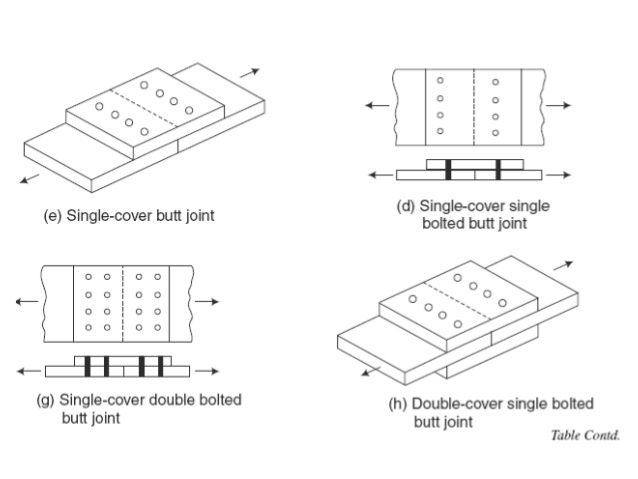 (e) Single-cover butt joint
(d) Single-cover single
bolted butt joint
(g) Single-cover double bolted
butt joint
(h) Double-cover single bolted
butt joint
Table Contd.